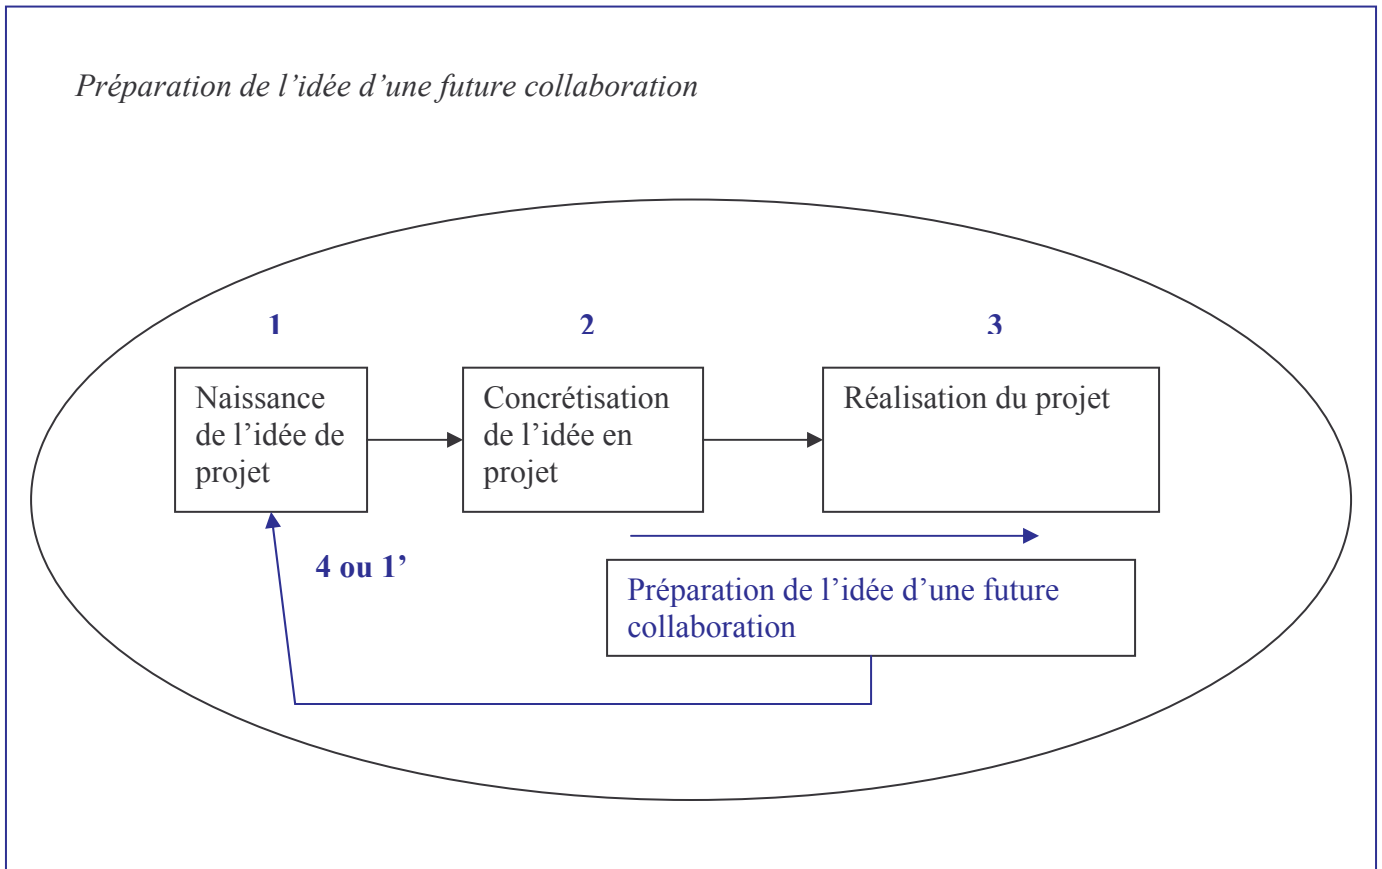 Préparation de l’idée d’une future collaboration
1
2
3
Naissance
de l’idée de
projet
Concrétisation
de l’idée en
projet
Réalisation du projet
4 ou 1’
Préparation de l’idée d’une future
collaboration